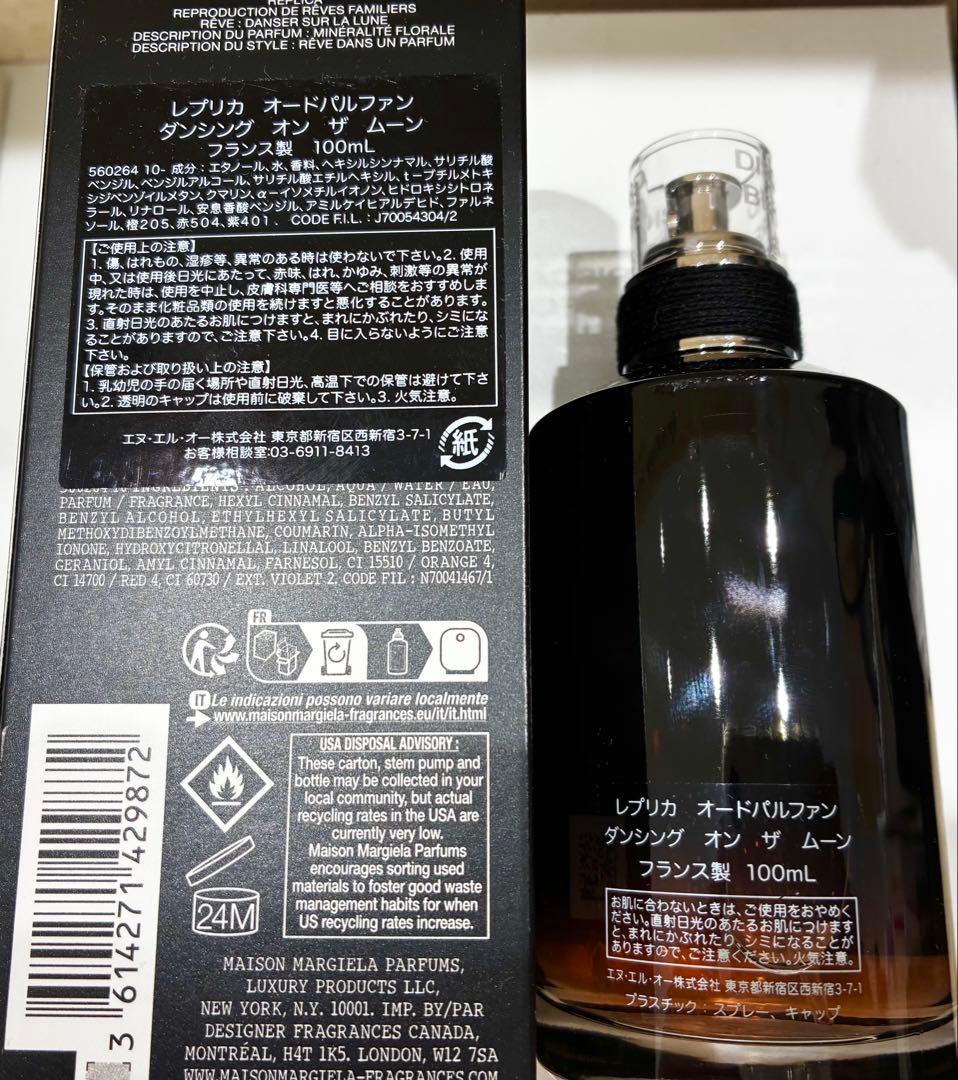 REPLICA
REPRODUCTION DE RÊVES FAMILIERS
RÊVE : DANSER SUR LA LUNE
DESCRIPTION DU PARFUM : MINÉRALITÉ FLORALE
DESCRIPTION DU STYLE : RÊVE DANS UN PARFUM
レプリカ オードパルファン
ダンシング オン ザ ムーン
フランス製 100mL
560264 10- 成分:エタノール、水、香料、ヘキシルシンナマル、サリチル酸
ベンジル、ベンジルアルコール、サリチル酸エチルヘキシル、t-ブチルメトキ
シジベンゾイルメタン、クマリン、α-イソメチルイオノン、ヒドロキシシトロネ
ラール、リナロール、安息香酸ベンジル、アミルケイヒアルデヒド、ファルネ
ソール、橙205、赤504、紫401 . CODE F.I.L. : J70054304/2
【ご使用上の注意】
1. 傷、はれもの、湿疹等、異常のある時は使わないで下さい。2. 使用
中、又は使用後日光にあたって、赤味、はれ、かゆみ、刺激等の異常が
現れた時は、使用を中止し、皮膚科専門医等へご相談をおすすめしま
す。そのまま化粧品類の使用を続けますと悪化することがあります。
3. 直射日光のあたるお肌につけますと、まれにかぶれたり、シミにな
ることがありますので、ご注意下さい。4. 目に入らないようにご注意
下さい。
【保管および取り扱い上の注意】
1. 乳幼児の手の届く場所や直射日光、高温下での保管は避けて下さ
い。2. 透明のキャップは使用前に破棄して下さい。3. 火気注意。
エヌ・エル・オー株式会社 東京都新宿区西新宿3-7-1
お客様相談室:03-6911-8413
紙
560264 10 INGREDIENTS : ALCOHOL, AQUA / WATER / EAU,
PARFUM / FRAGRANCE, HEXYL CINNAMAL, BENZYL SALICYLATE,
BENZYL ALCOHOL, ETHYLHEXYL SALICYLATE, BUTYL
METHOXYDIBENZOYLMETHANE, COUMARIN, ALPHA-ISOMETHYL
IONONE, HYDROXYCITRONELLAL, LINALOOL, BENZYL BENZOATE,
GERANIOL, AMYL CINNAMAL, FARNESOL, CI 15510 / ORANGE 4,
CI 14700 / RED 4, CI 60730 / EXT. VIOLET 2. CODE FIL : N70041467/1
FR
IT Le indicazioni possono variare localmente
www.maisonmargiela-fragrances.eu/it/it.html
USA DISPOSAL ADVISORY :
These carton, stem pump and
bottle may be collected in your
local community, but actual
recycling rates in the USA are
currently very low.
Maison Margiela Parfums
encourages sorting used
materials to foster good waste
management habits for when
US recycling rates increase.
24M
3 614271 429872
MAISON MARGIELA PARFUMS,
LUXURY PRODUCTS LLC,
NEW YORK, N.Y. 10001. IMP. BY/PAR
DESIGNER FRAGRANCES CANADA,
MONTRÉAL, H4T 1K5. LONDON, W12 7SA
WWW.MAISONMARGIELA-FRAGRANCES.COM
レプリカ オードパルファン
ダンシング オン ザ ムーン
フランス製 100mL
お肌に合わないときは、ご使用をおやめく
ださい。直射日光のあたるお肌につけます
と、まれにかぶれたり、シミになることが
ありますので、ご注意ください。火気注意。
エヌ・エル・オー株式会社 東京都新宿区西新宿3-7-1
プラスチック:スプレー、キャップ